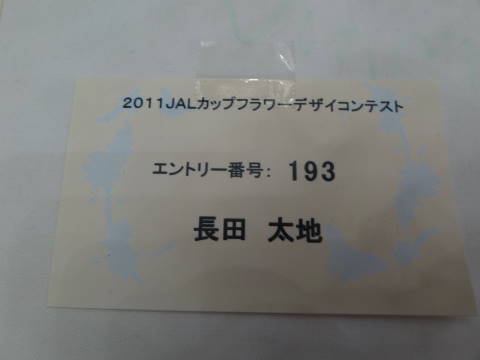 2011JALカップフラワーデザイコンテスト
エントリー番号: 193
長田 太地